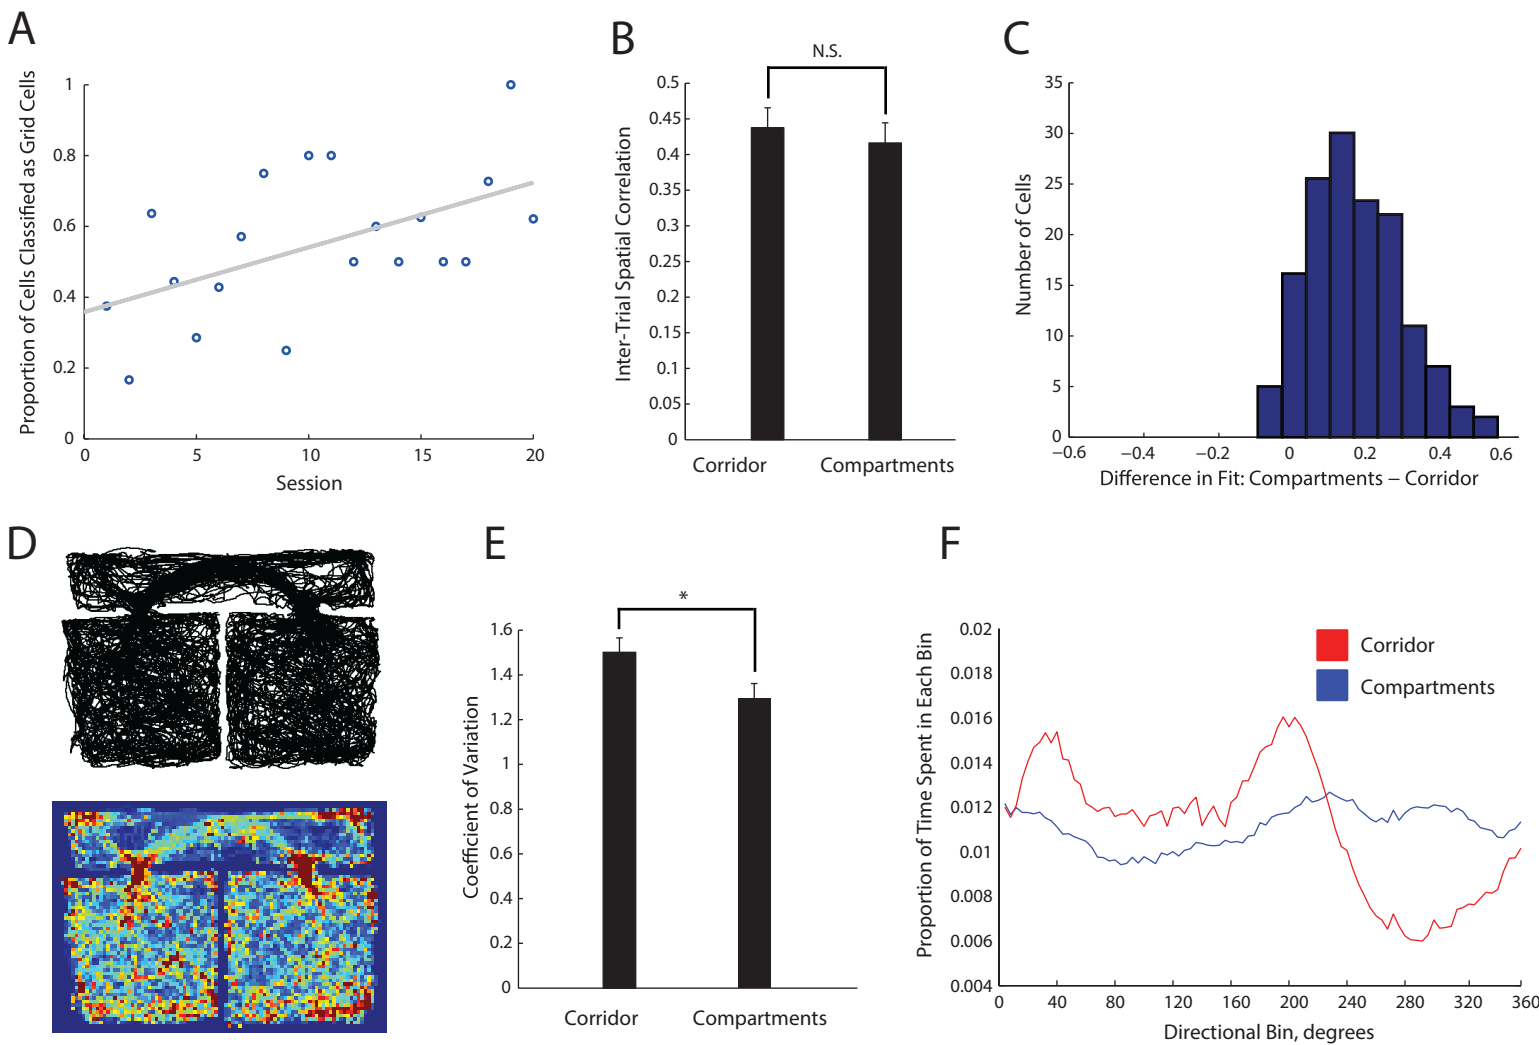 A
Proportion of Cells Classified as Grid Cells
1
0.8
0.6
0.4
0.2
0
0 5 10 15 20
Session
B
N.S.
Inter-Trial Spatial Correlation
0.5
0.45
0.4
0.35
0.3
0.25
0.2
0.15
0.1
0.05
0
Corridor Compartments
C
Number of Cells
35
30
25
20
15
10
5
0
−0.6 −0.4 −0.2 0 0.2 0.4 0.6
Difference in Fit: Compartments − Corridor
D
E
*
Coefficient of Variation
1.6
1.4
1.2
1
0.8
0.6
0.4
0.2
0
Corridor Compartments
F
Proportion of Time Spent in Each Bin
0.02
0.018
0.016
0.014
0.012
0.01
0.008
0.006
0.004
Corridor
Compartments
0 40 80 120 160 200 240 280 320 360
Directional Bin, degrees